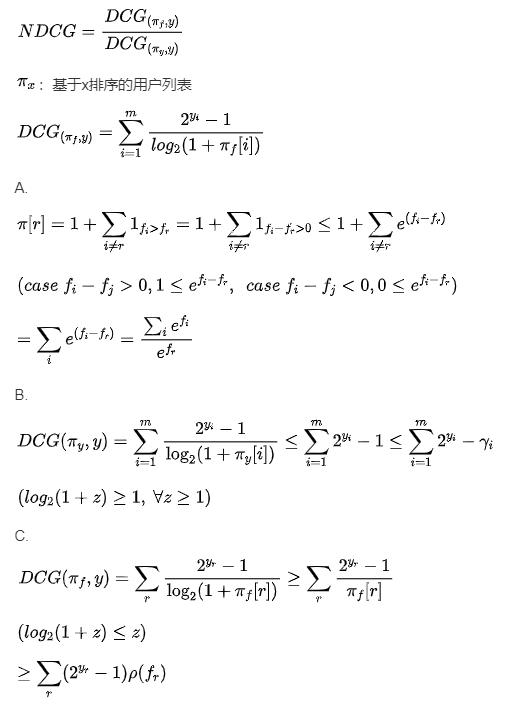 NDCG = \frac{DCG_{(\pi_f,y)}}{DCG_{(\pi_y,y)}}
\pi_x：基于x排序的用户列表
DCG_{(\pi_f,y)} = \sum_{i=1}^{m} \frac{2^{y_i} - 1}{log_2(1 + \pi_f[i])}
A.
\pi[r] = 1 + \sum_{i \neq r} 1_{f_i > f_r} = 1 + \sum_{i \neq r} 1_{f_i - f_r > 0} \leq 1 + \sum_{i \neq r} e^{(f_i - f_r)}
(case f_i - f_j > 0, 1 \leq e^{f_i - f_r}, case f_i - f_j < 0, 0 \leq e^{f_i - f_r})
= \sum_i e^{(f_i - f_r)} = \frac{\sum_i e^{f_i}}{e^{f_r}}
B.
DCG(\pi_y, y) = \sum_{i=1}^{m} \frac{2^{y_i} - 1}{\log_2(1 + \pi_y[i])} \leq \sum_{i=1}^{m} 2^{y_i} - 1 \leq \sum_{i=1}^{m} 2^{y_i} - \gamma_i
(log_2(1 + z) \geq 1, \forall z \geq 1)
C.
DCG(\pi_f, y) = \sum_r \frac{2^{y_r} - 1}{\log_2(1 + \pi_f[r])} \geq \sum_r \frac{2^{y_r} - 1}{\pi_f[r]}
(log_2(1 + z) \leq z)
\geq \sum_r (2^{y_r} - 1)\rho(f_r)